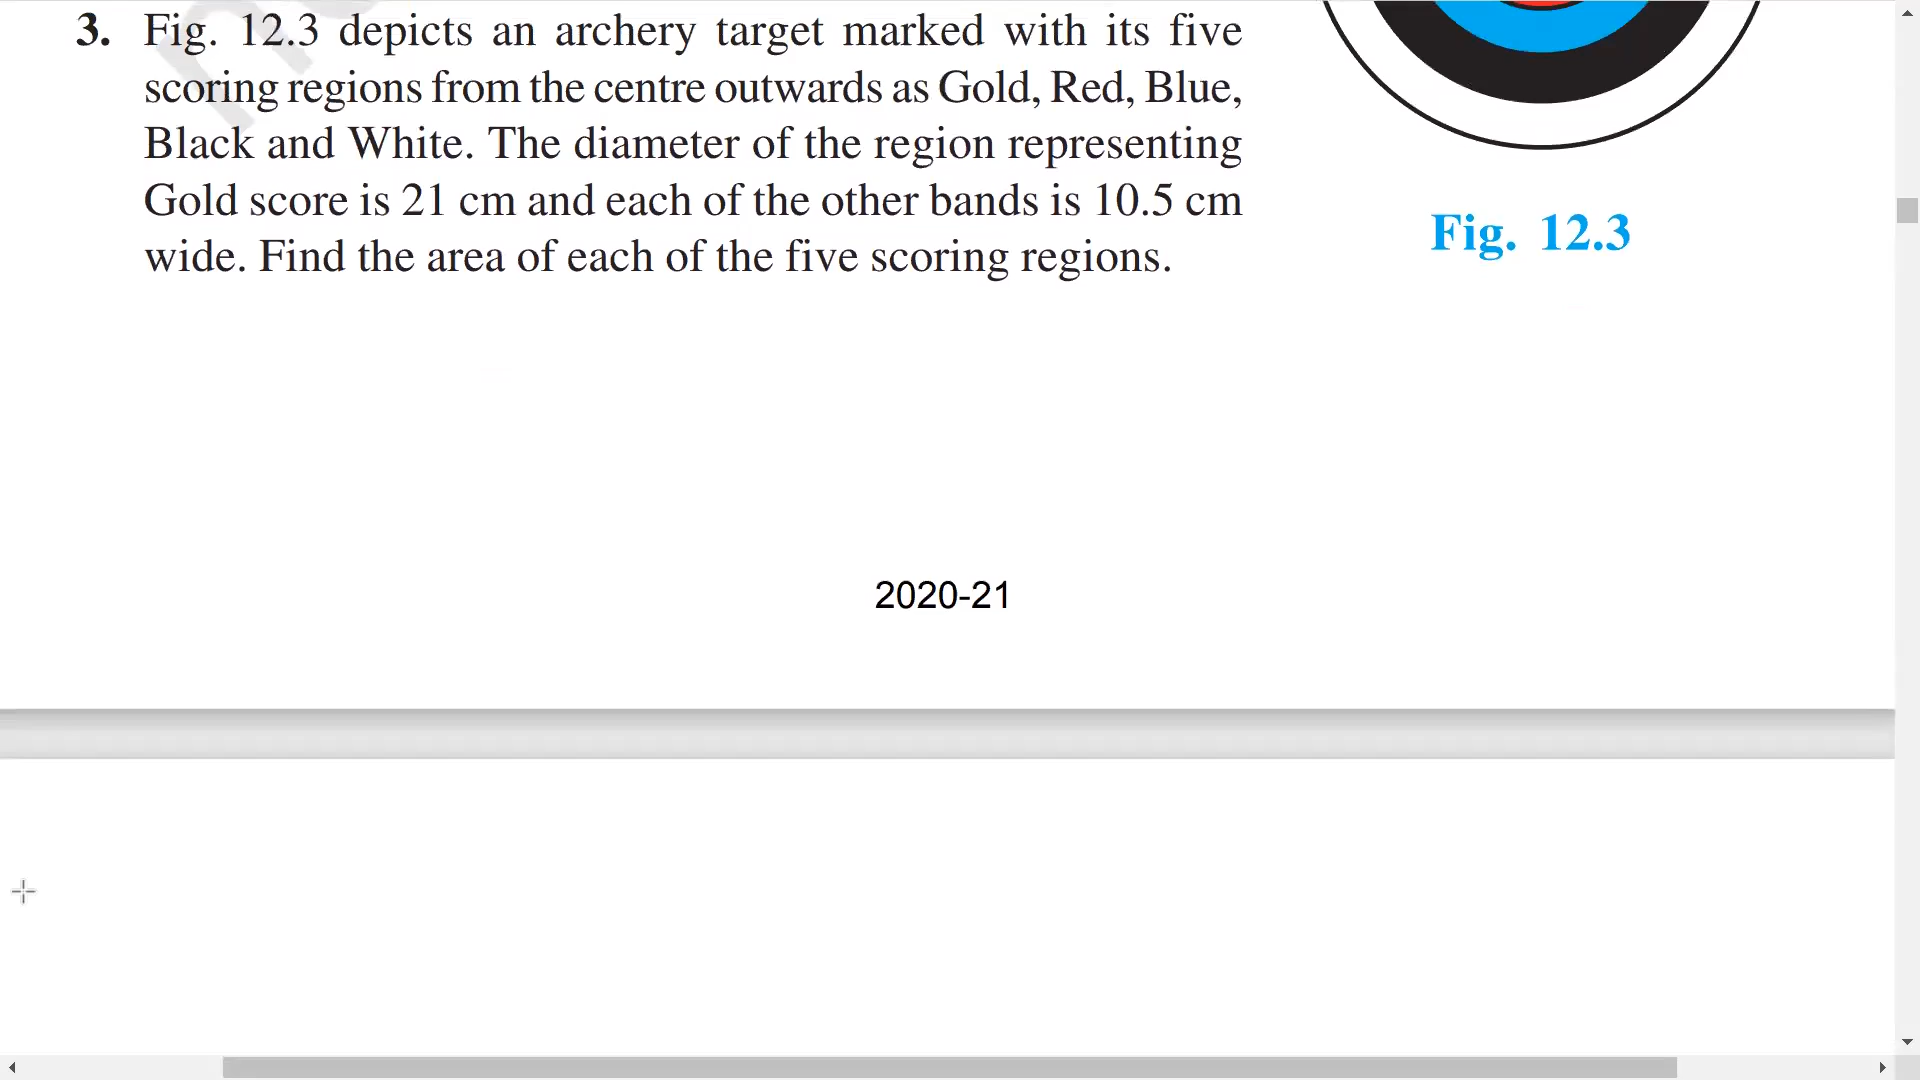 3. Fig. 12.3 depicts an archery target marked with its five
scoring regions from the centre outwards as Gold, Red, Blue,
Black and White. The diameter of the region representing
Gold score is 21 cm and each of the other bands is 10.5 cm
wide. Find the area of each of the five scoring regions.
Fig. 12.3
2020-21